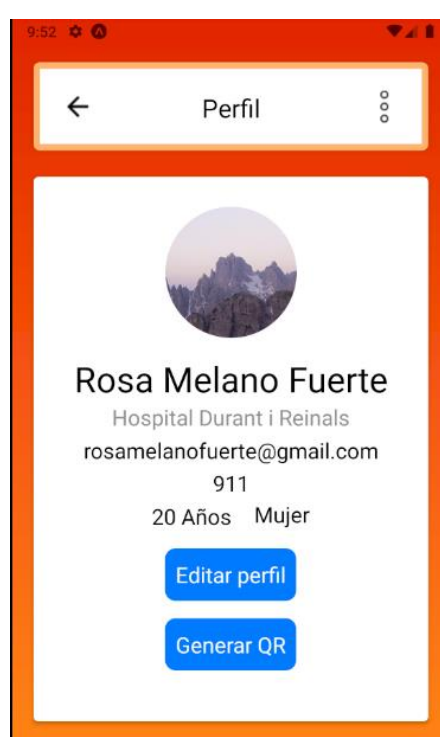 9:52
Perfil
Rosa Melano Fuerte
Hospital Durant i Reinals
rosamelanofuerte@gmail.com
911
20 Años Mujer
Editar perfil
Generar QR